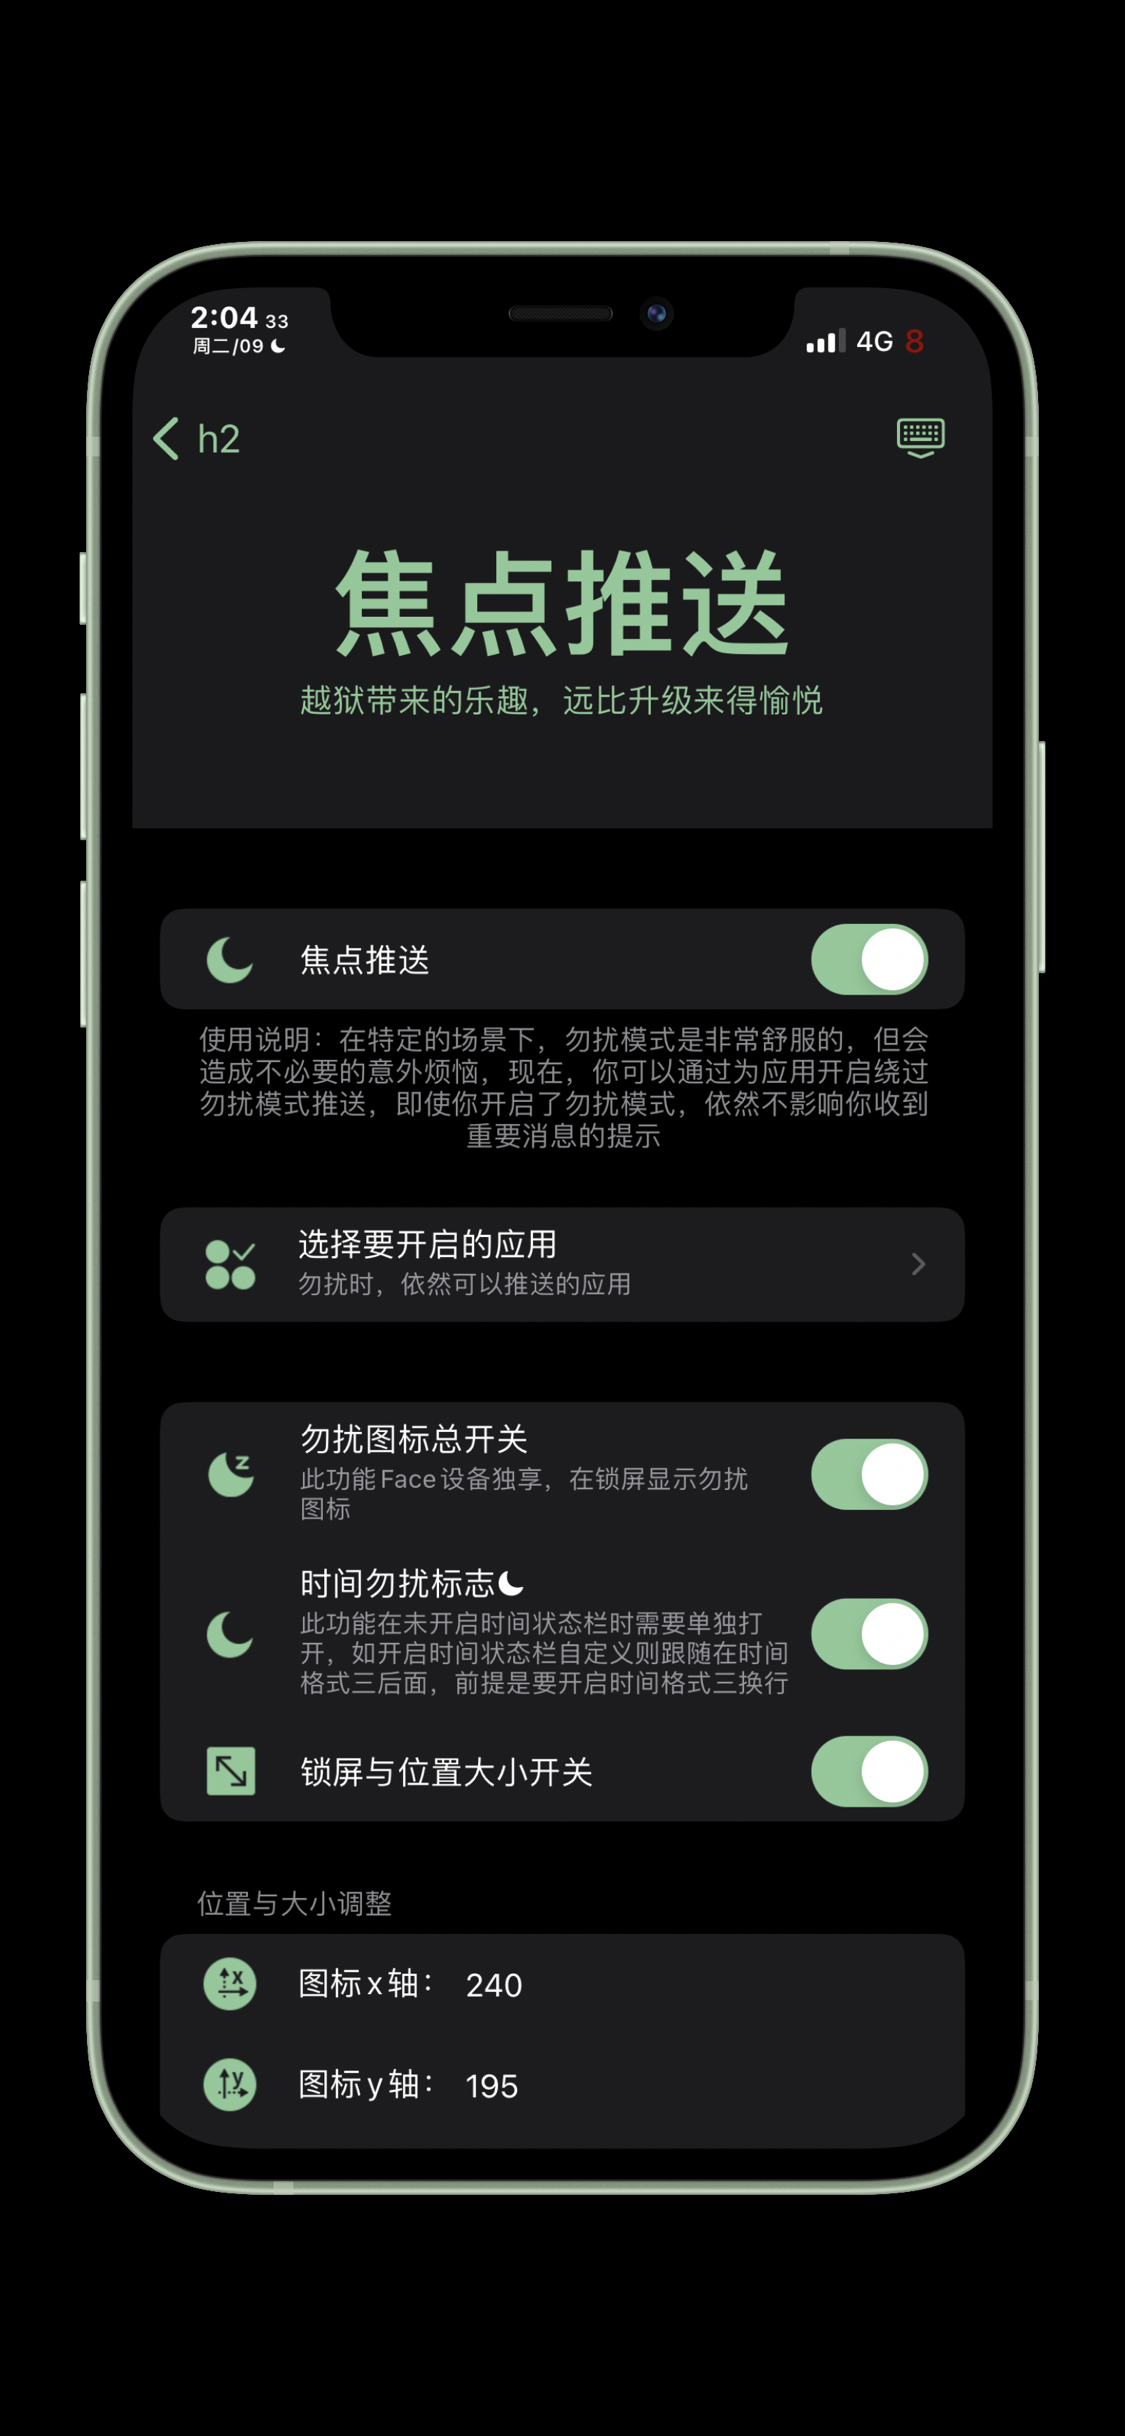 2:04 33
周二/09
4G 8
h2
焦点推送
越狱带来的乐趣，远比升级来得愉悦
焦点推送
使用说明：在特定的场景下，勿扰模式是非常舒服的，但会
造成不必要的意外烦恼，现在，你可以通过为应用开启绕过
勿扰模式推送，即使你开启了勿扰模式，依然不影响你收到
重要消息的提示
选择要开启的应用
勿扰时，依然可以推送的应用
勿扰图标总开关
此功能Face设备独享，在锁屏显示勿扰
图标
时间勿扰标志
此功能在未开启时间状态栏时需要单独打
开，如开启时间状态栏自定义则跟随在时间
格式三后面，前提是要开启时间格式三换行
锁屏与位置大小开关
位置与大小调整
图标x轴： 240
图标y轴： 195